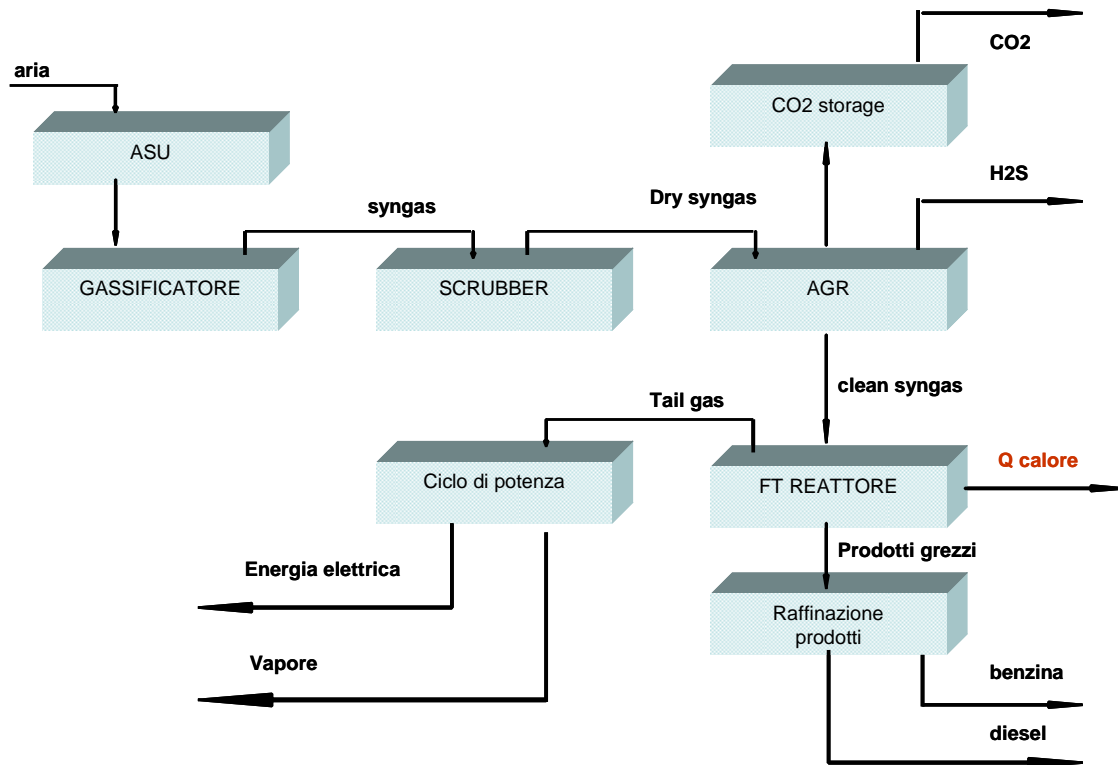 CO2
aria
CO2 storage
ASU
H2S
syngas
Dry syngas
GASSIFICATORE
SCRUBBER
AGR
clean syngas
Tail gas
Q calore
Ciclo di potenza
FT REATTORE
Prodotti grezzi
Energia elettrica
Raffinazione
prodotti
Vapore
benzina
diesel